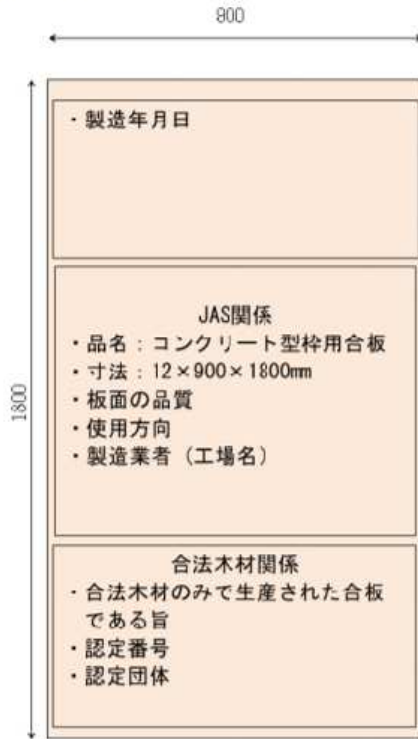 800
1800
・製造年月日
JAS関係
・品名：コンクリート型枠用合板
・寸法：12×900×1800mm
・板面の品質
・使用方向
・製造業者（工場名）
合法木材関係
・合法木材のみで生産された合板
である旨
・認定番号
・認定団体